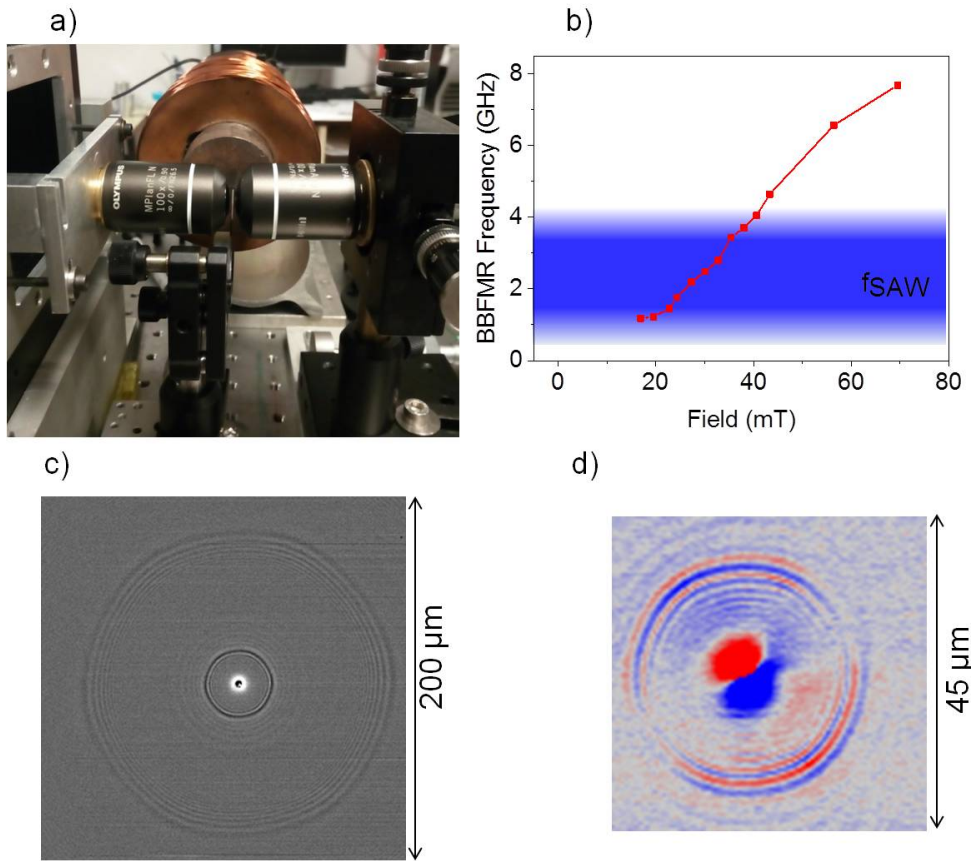 a)
OLYMPUS
MPlanFL N
100x/0.90
b)
BBFMR Frequency (GHz)
8
6
4
2
0
fSAW
0
20
40
60
80
Field (mT)
c)
200 µm
d)
45 µm